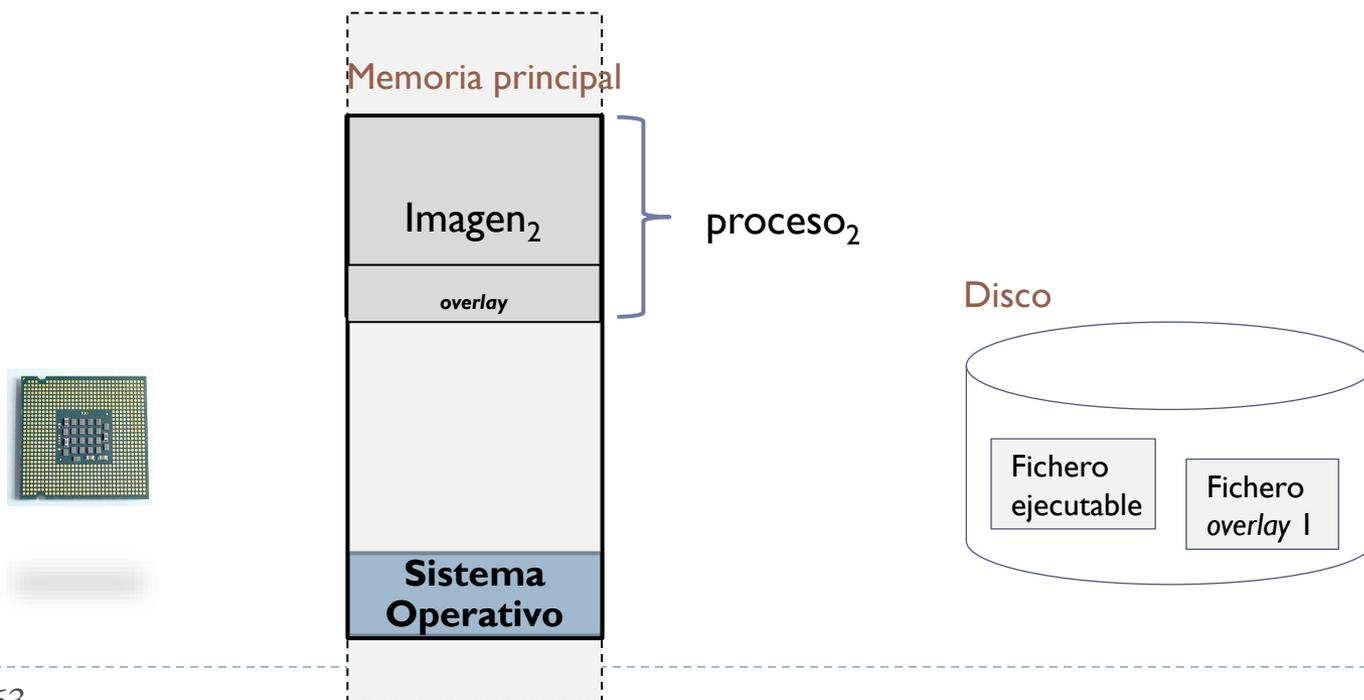 Memoria principal
Imagen₂
proceso₂
overlay
Disco
Fichero
ejecutable
Fichero
overlay 1
Sistema
Operativo